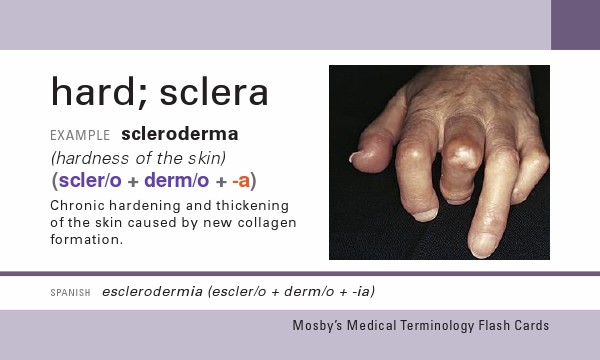 hard; sclera
EXAMPLE scleroderma
(hardness of the skin)
(scler/o + derm/o + -a)
Chronic hardening and thickening
of the skin caused by new collagen
formation.
SPANISH esclerodermia (escler/o + derm/o + -ia)
Mosby's Medical Terminology Flash Cards